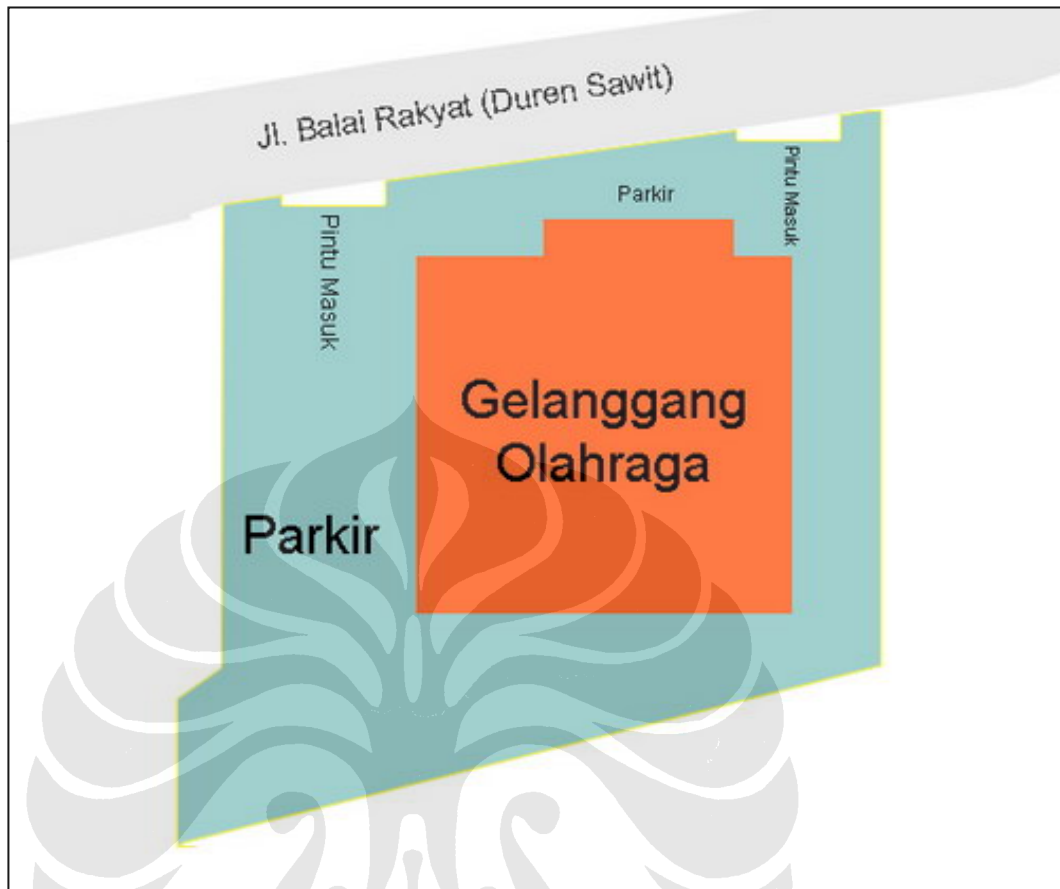 Jl. Balai Rakyat (Duren Sawit)
Pintu Masuk
Parkir
Pintu Masuk
Gelanggang
Olahraga
Parkir